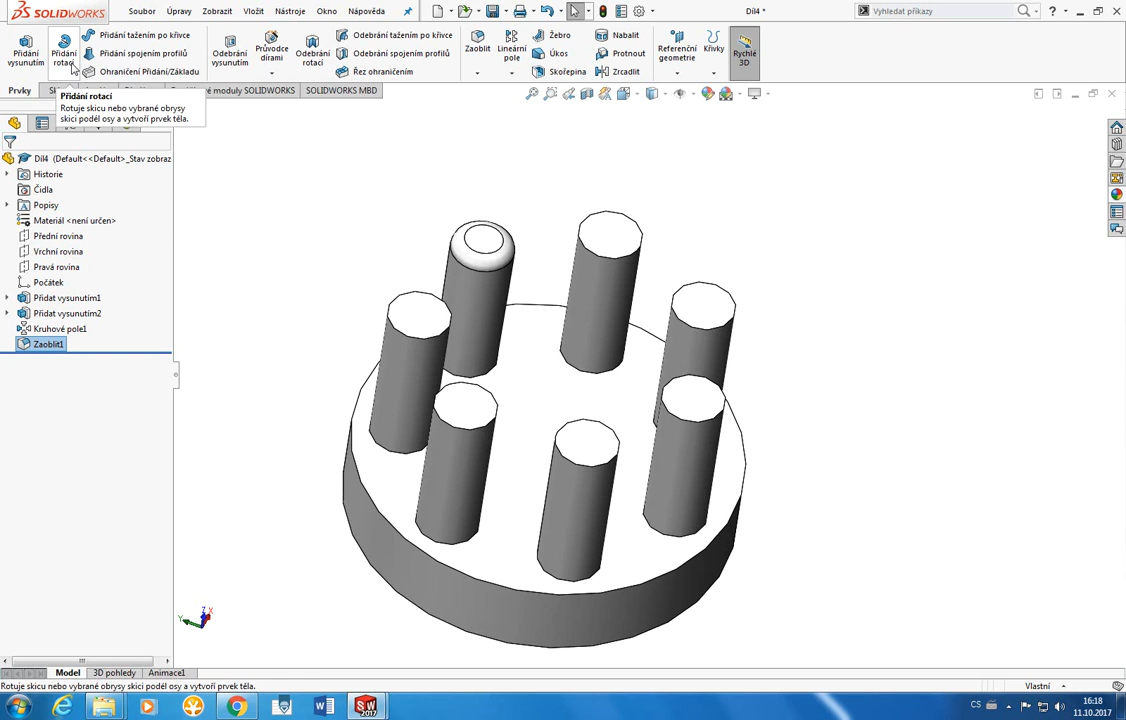 SOLIDWORKS
Soubor Úpravy Zobrazit Vložit Nástroje Okno Nápověda
Díl4 *
Vyhledat příkazy
Přidání vysunutím
Přidání rotací
Přidání tažením po křivce
Přidání spojením profilů
Ohraničení Přidání/Základu
Odebrání vysunutím
Průvodce dírami
Odebrání rotací
Odebrání tažením po křivce
Odebrání spojením profilů
Řez ohraničením
Zaoblit
Lineární pole
Žebro
Úkos
Skořepina
Nabalit
Protnout
Zrcadlit
Referenční geometrie
Křivky
Rychlé 3D
Prvky
moduly SOLIDWORKS
SOLIDWORKS MBD
Přidání rotací
Rotuje skicu nebo vybrané obrysy
skici podél osy a vytvoří prvek těla.
Díl4 (Default<<Default>_Stav zobraz
Historie
Čidla
Popisy
Materiál <není určen>
Přední rovina
Vrchní rovina
Pravá rovina
Počátek
Přidat vysunutím1
Přidat vysunutím2
Kruhové pole1
Zaoblit1
Z X
Y
Model 3D pohledy Animace1
Rotuje skicu nebo vybrané obrysy skici podél osy a vytvoří prvek těla.
Vlastní
CS
16:18
11.10.2017